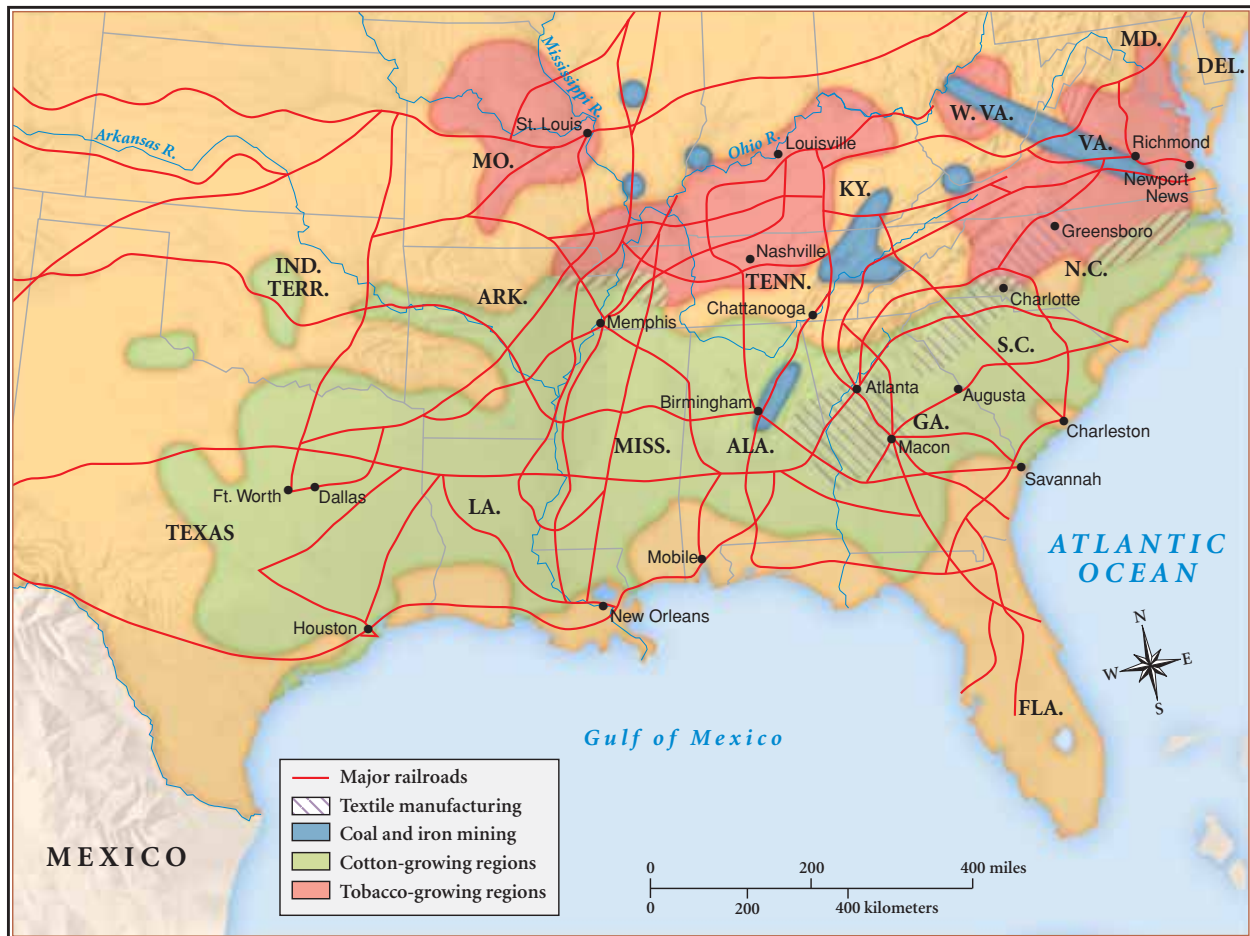 MD.
DEL.
Mississippi R.
W. VA.
St. Louis
Ohio R.
Louisville
VA.
Richmond
Arkansas R.
MO.
KY.
Newport
News
Greensboro
Nashville
IND.
TERR.
TENN.
N.C.
ARK.
Charlotte
Chattanooga
Memphis
S.C.
Atlanta
Augusta
Birmingham
GA.
Charleston
MISS.
ALA.
Macon
Savannah
Ft. Worth
Dallas
LA.
TEXAS
Mobile
ATLANTIC
OCEAN
New Orleans
Houston
N
W
E
S
FLA.
Gulf of Mexico
Major railroads
Textile manufacturing
Coal and iron mining
Cotton-growing regions
Tobacco-growing regions
MEXICO
0 200 400 miles
0 200 400 kilometers